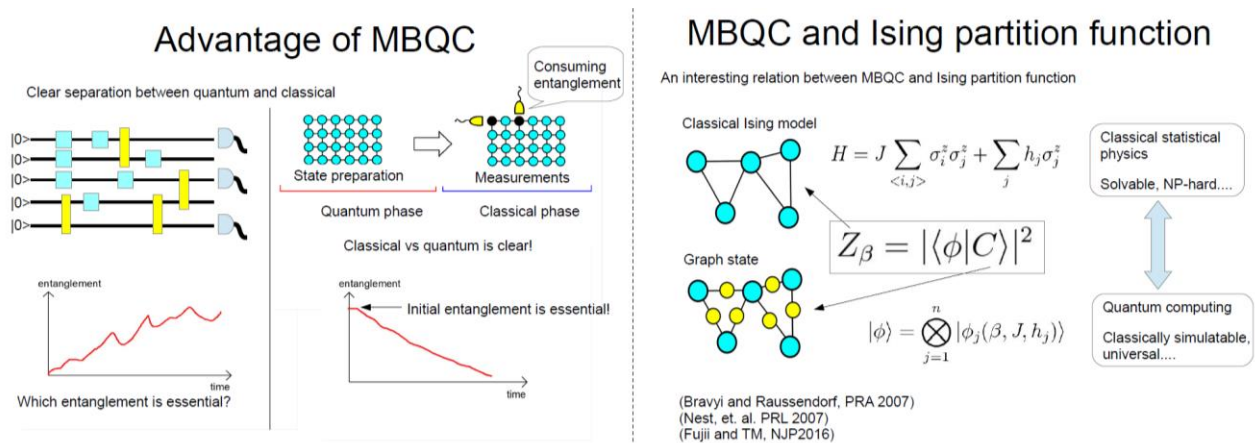 Advantage of MBQC
Clear separation between quantum and classical
|0>
|0>
|0>
|0>
|0>
Consuming
entanglement
State preparation
Measurements
Quantum phase
Classical phase
Classical vs quantum is clear!
entanglement
time
Which entanglement is essential?
entanglement
Initial entanglement is essential!
time
MBQC and Ising partition function
An interesting relation between MBQC and Ising partition function
Classical Ising model
H = J ∑_{<i,j>} σ_i^z σ_j^z + ∑_j h_j σ_j^z
Z_β = |⟨ϕ|C⟩|^2
Graph state
|ϕ⟩ = ⨂_{j=1}^{n} |ϕ_j(β, J, h_j)⟩
Classical statistical
physics
Solvable, NP-hard....
Quantum computing
Classically simulatable,
universal....
(Bravyi and Raussendorf, PRA 2007)
(Nest, et. al. PRL 2007)
(Fujii and TM, NJP2016)